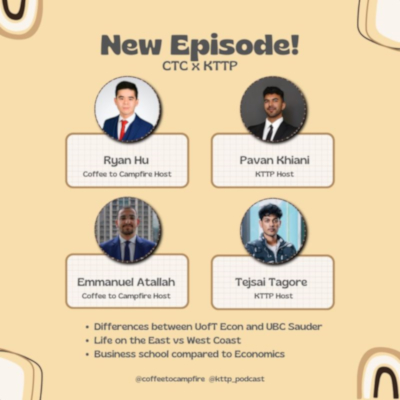 New Episode!
CTC x KTTP
Ryan Hu
Coffee to Campfire Host
Pavan Khiani
KTTP Host
Emmanuel Atallah
Coffee to Campfire Host
Tejsai Tagore
KTTP Host
• Differences between UofT Econ and UBC Sauder
• Life on the East vs West Coast
• Business school compared to Economics
@coffeetocampfire @kttp_podcast